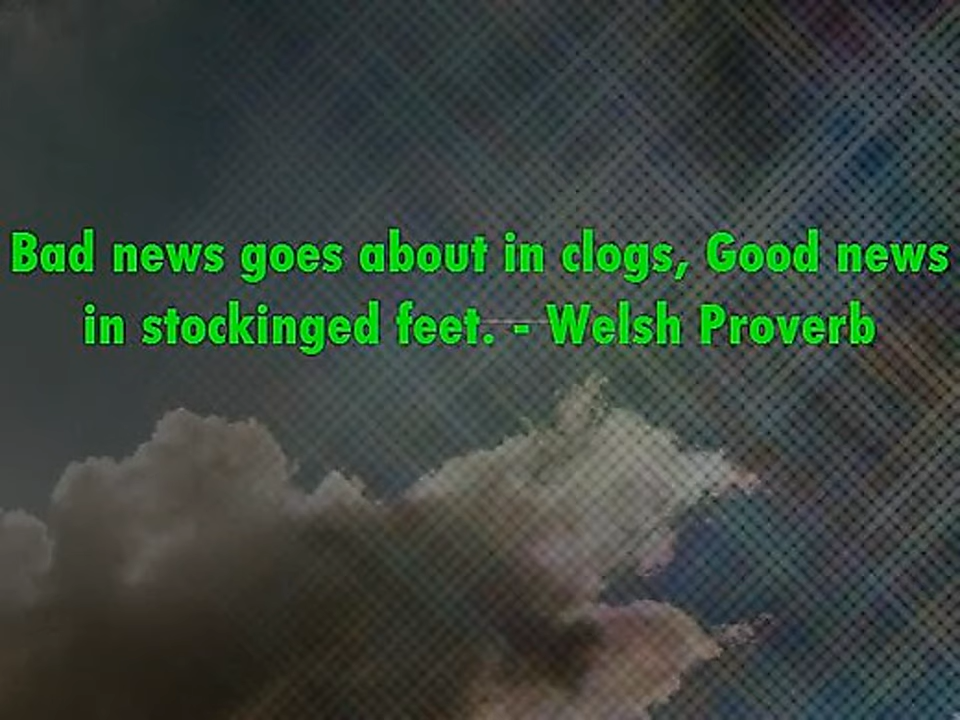 Bad news goes about in clogs, Good news
in stockinged feet. - Welsh Proverb